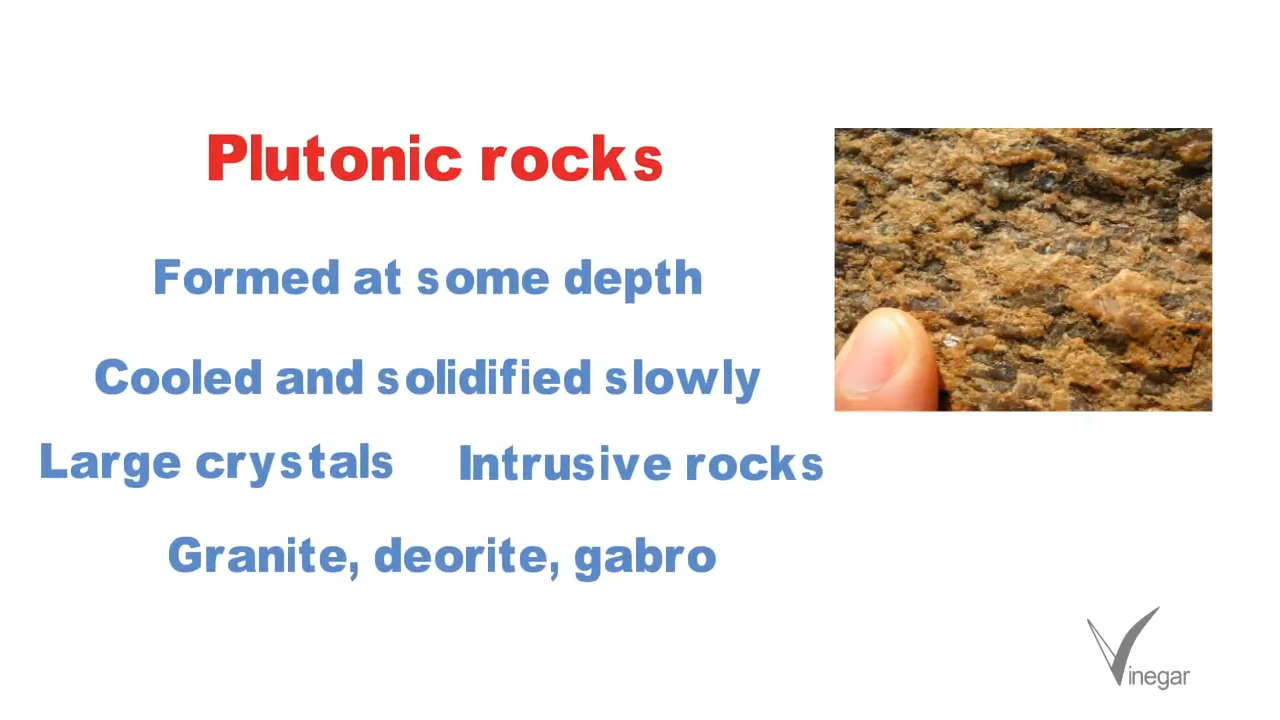 Plutonic rocks
Formed at some depth
Cooled and solidified slowly
Large crystals
Intrusive rocks
Granite, deorite, gabro
Vinegar